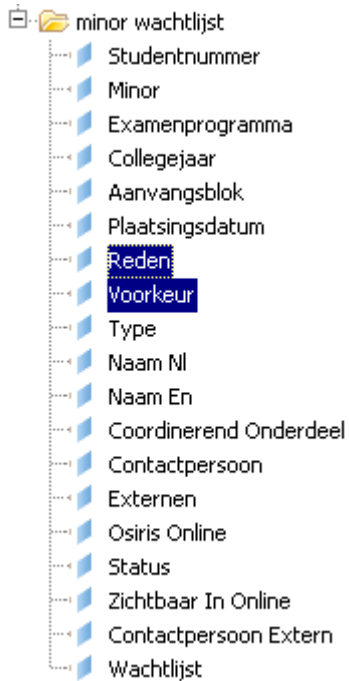 minor wachtlijst
Studentnummer
Minor
Examenprogramma
Collegejaar
Aanvangsblok
Plaatsingsdatum
Reden
Voorkeur
Type
Naam Nl
Naam En
Coordinerend Onderdeel
Contactpersoon
Externen
Osiris Online
Status
Zichtbaar In Online
Contactpersoon Extern
Wachtlijst